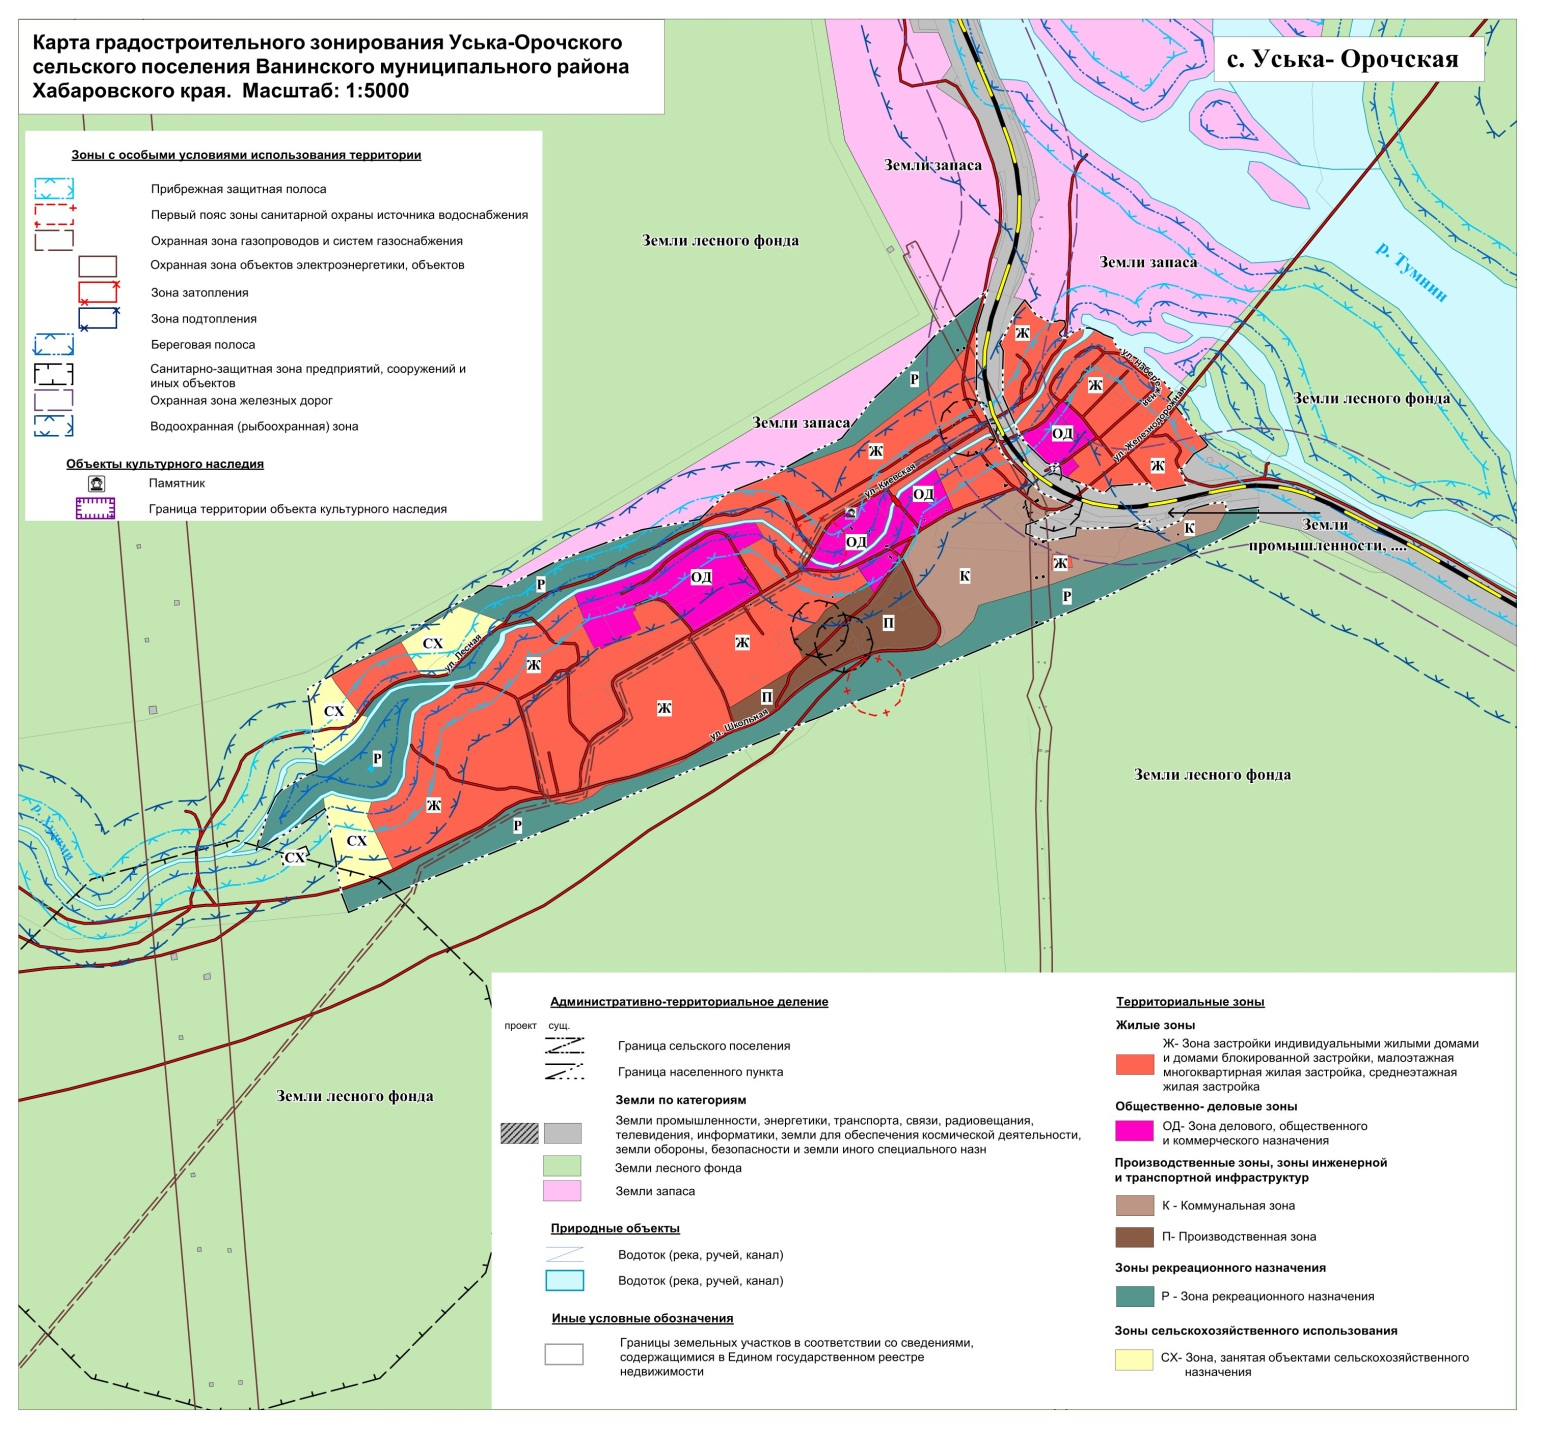 Карта градостроительного зонирования Уська-Орочского
сельского поселения Ванинского муниципального района
Хабаровского края. Масштаб: 1:5000
с. Уська- Орочская
Зоны с особыми условиями использования территории
Прибрежная защитная полоса
Первый пояс зоны санитарной охраны источника водоснабжения
Охранная зона газопроводов и систем газоснабжения
Охранная зона объектов электроэнергетики, объектов
Зона затопления
Зона подтопления
Береговая полоса
Санитарно-защитная зона предприятий, сооружений и
иных объектов
Охранная зона железных дорог
Водоохранная (рыбоохранная) зона
Объекты культурного наследия
Памятник
Граница территории объекта культурного наследия
Земли запаса
Земли лесного фонда
Земли запаса
р. Тумнин
Ж
Р
ул. Набережная
Ж
Земли лесного фонда
Земли запаса
ул. Железнодорожная
ОД
Ж
Ж
ул. Киевская
ОД
Земли
промышленности, ....
К
ОД
Ж
К
Р
Р
ОД
П
СХ
ул. Лесная
Ж
Ж
П
Ж
СХ
ул. Школьная
Р
Земли лесного фонда
Ж
Р
СХ
СХ
р. Хуту
Земли лесного фонда
Административно-территориальное деление
проект сущ.
Граница сельского поселения
Граница населенного пункта
Земли по категориям
Земли промышленности, энергетики, транспорта, связи, радиовещания,
телевидения, информатики, земли для обеспечения космической деятельности,
земли обороны, безопасности и земли иного специального назн
Земли лесного фонда
Земли запаса
Природные объекты
Водоток (река, ручей, канал)
Водоток (река, ручей, канал)
Иные условные обозначения
Границы земельных участков в соответствии со сведениями,
содержащимися в Едином государственном реестре
недвижимости
Территориальные зоны
Жилые зоны
Ж- Зона застройки индивидуальными жилыми домами
и домами блокированной застройки, малоэтажная
многоквартирная жилая застройка, среднеэтажная
жилая застройка
Общественно- деловые зоны
ОД- Зона делового, общественного
и коммерческого назначения
Производственные зоны, зоны инженерной
и транспортной инфраструктур
К - Коммунальная зона
П- Производственная зона
Зоны рекреационного назначения
Р - Зона рекреационного назначения
Зоны сельскохозяйственного использования
СХ- Зона, занятая объектами сельскохозяйственного
назначения